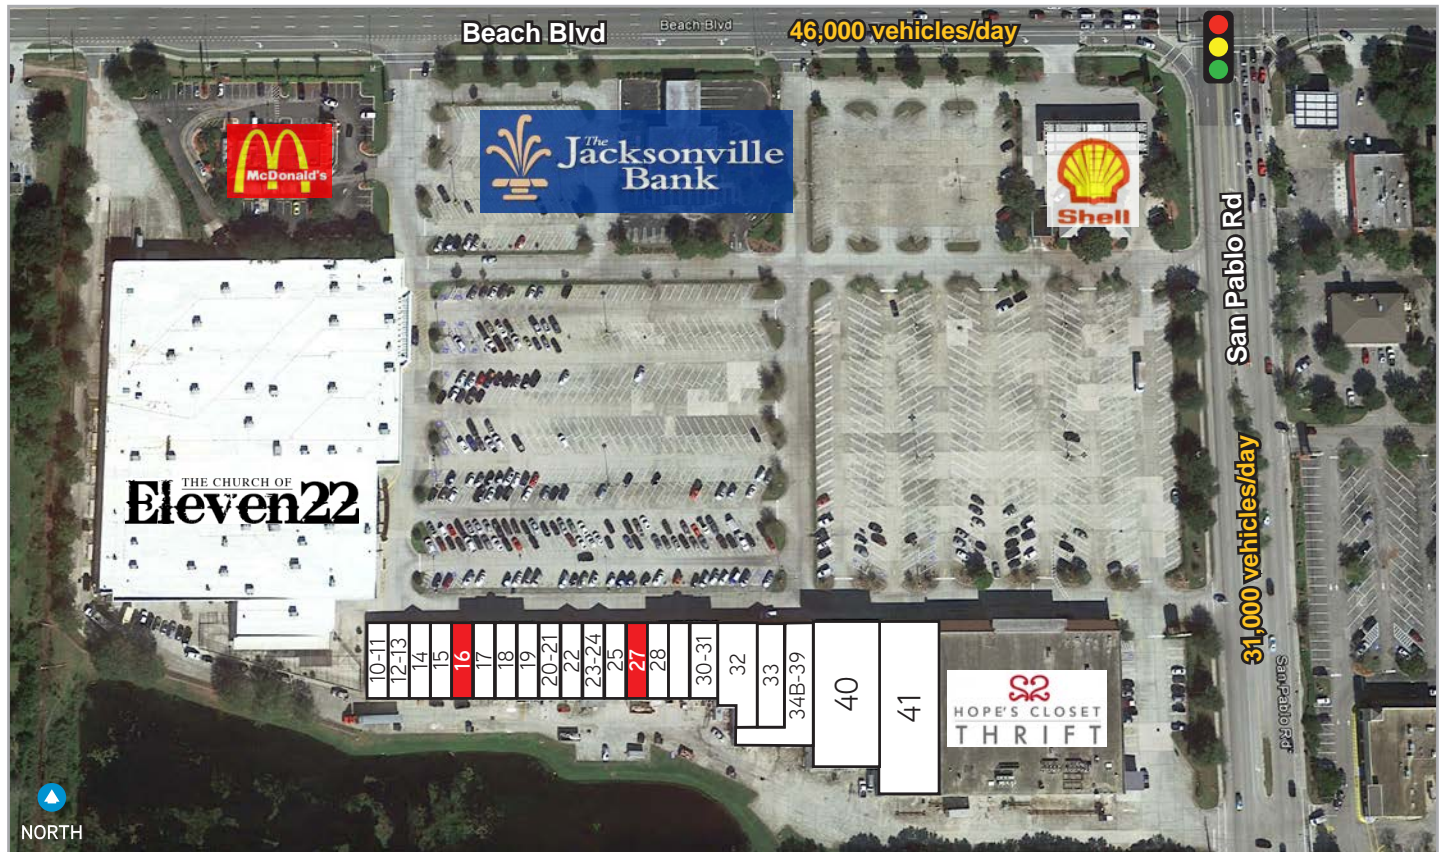 Beach Blvd
Beach Blvd
46,000 vehicles/day
McDonald's
The
Jacksonville
Bank
Shell
San Pablo Rd
THE CHURCH OF
Eleven22
31,000 vehicles/day
San Pablo Rd
10-11
12-13
14
15
16
17
18
19
20-21
22
23-24
25
27
28
30-31
32
33
34B-39
40
41
HOPE'S CLOSET
THRIFT
NORTH